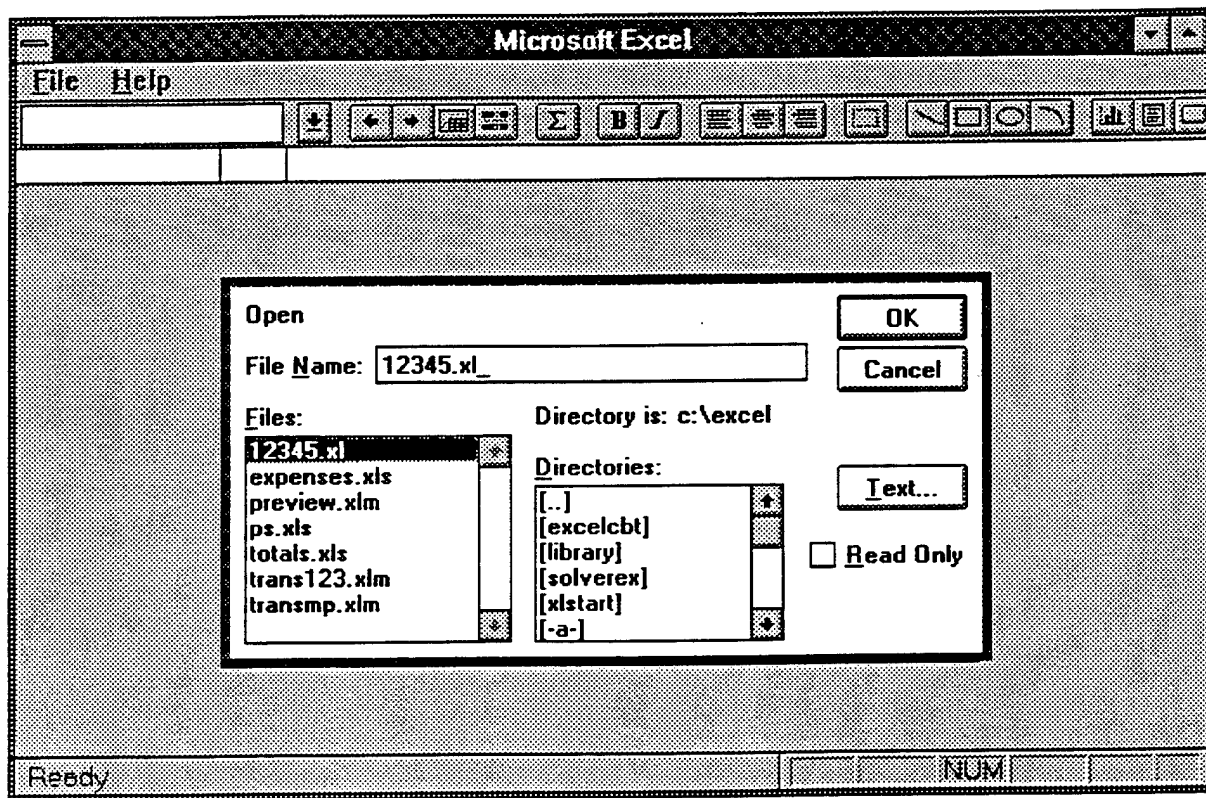 Microsoft Excel
File Help
Σ B I
Open
OK
File Name: 12345.xl_
Cancel
Files:
Directory is: c:\excel
12345.xl
expenses.xls
preview.xlm
ps.xls
totals.xls
trans123.xlm
transmp.xlm
Directories:
[..]
[excelcbt]
[library]
[solverex]
[xlstart]
[-a-]
Text...
Read Only
Ready NUM